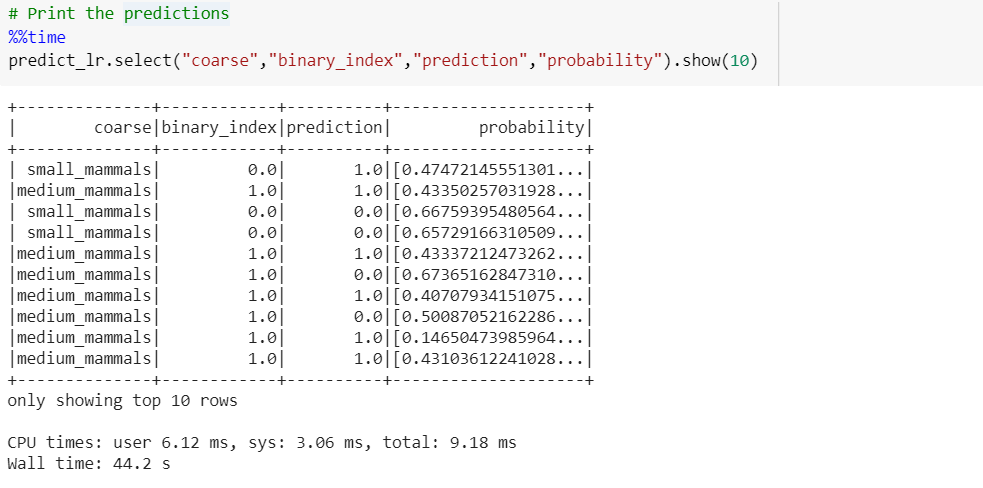 # Print the predictions
%%time
predict_lr.select("coarse","binary_index","prediction","probability").show(10)
+--------------+------------+----------+--------------------+
|        coarse|binary_index|prediction|         probability|
+--------------+------------+----------+--------------------+
| small_mammals|         0.0|       1.0|[0.47472145551301...|
|medium_mammals|         1.0|       1.0|[0.43350257031928...|
| small_mammals|         0.0|       0.0|[0.66759395480564...|
| small_mammals|         0.0|       0.0|[0.65729166310509...|
|medium_mammals|         1.0|       1.0|[0.43337212473262...|
|medium_mammals|         1.0|       0.0|[0.67365162847310...|
|medium_mammals|         1.0|       1.0|[0.40707934151075...|
|medium_mammals|         1.0|       0.0|[0.50087052162286...|
|medium_mammals|         1.0|       1.0|[0.14650473985964...|
|medium_mammals|         1.0|       1.0|[0.43103612241028...|
+--------------+------------+----------+--------------------+
only showing top 10 rows
CPU times: user 6.12 ms, sys: 3.06 ms, total: 9.18 ms
Wall time: 44.2 s